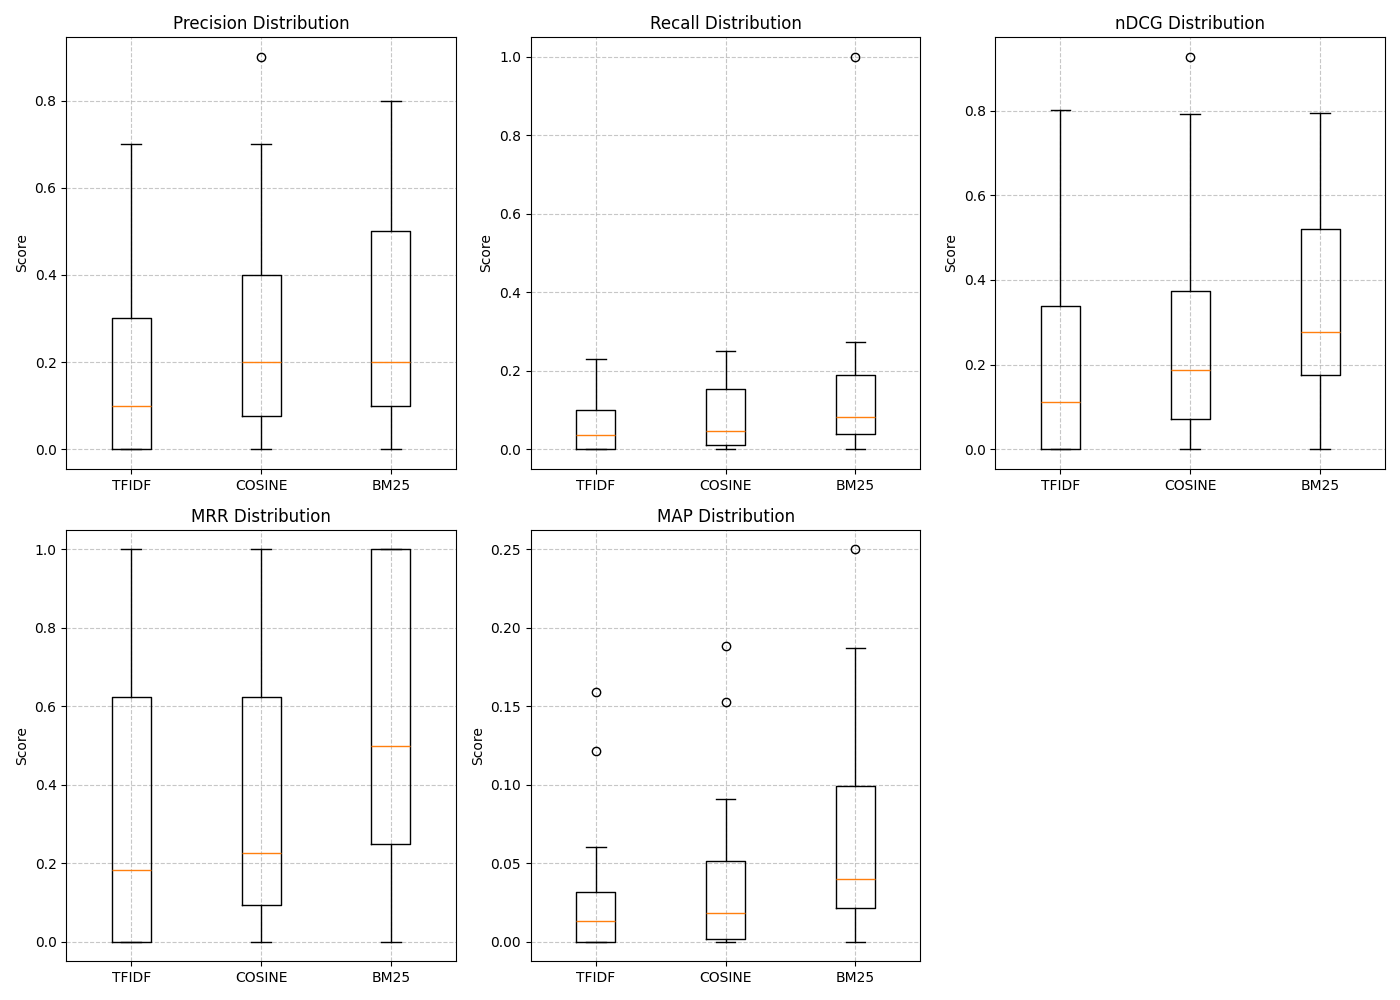 Precision Distribution
Score
0.8
0.6
0.4
0.2
0.0
TFIDF COSINE BM25
Recall Distribution
Score
1.0
0.8
0.6
0.4
0.2
0.0
TFIDF COSINE BM25
nDCG Distribution
Score
0.8
0.6
0.4
0.2
0.0
TFIDF COSINE BM25
MRR Distribution
Score
1.0
0.8
0.6
0.4
0.2
0.0
TFIDF COSINE BM25
MAP Distribution
Score
0.25
0.20
0.15
0.10
0.05
0.00
TFIDF COSINE BM25